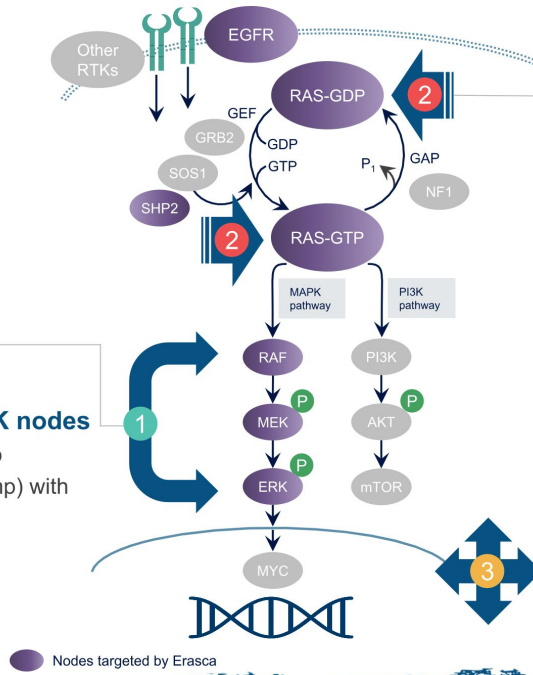 EGFR
Other
RTKs
RAS-GDP
2
GEF
GRB2
GDP
GTP
P1
GAP
SOS1
NF1
SHP2
2
RAS-GTP
MAPK
pathway
PI3K
pathway
RAF
PI3K
1
K nodes
MEK
P
AKT
P
p) with
ERK
P
mTOR
3
MYC
Nodes targeted by Erasca